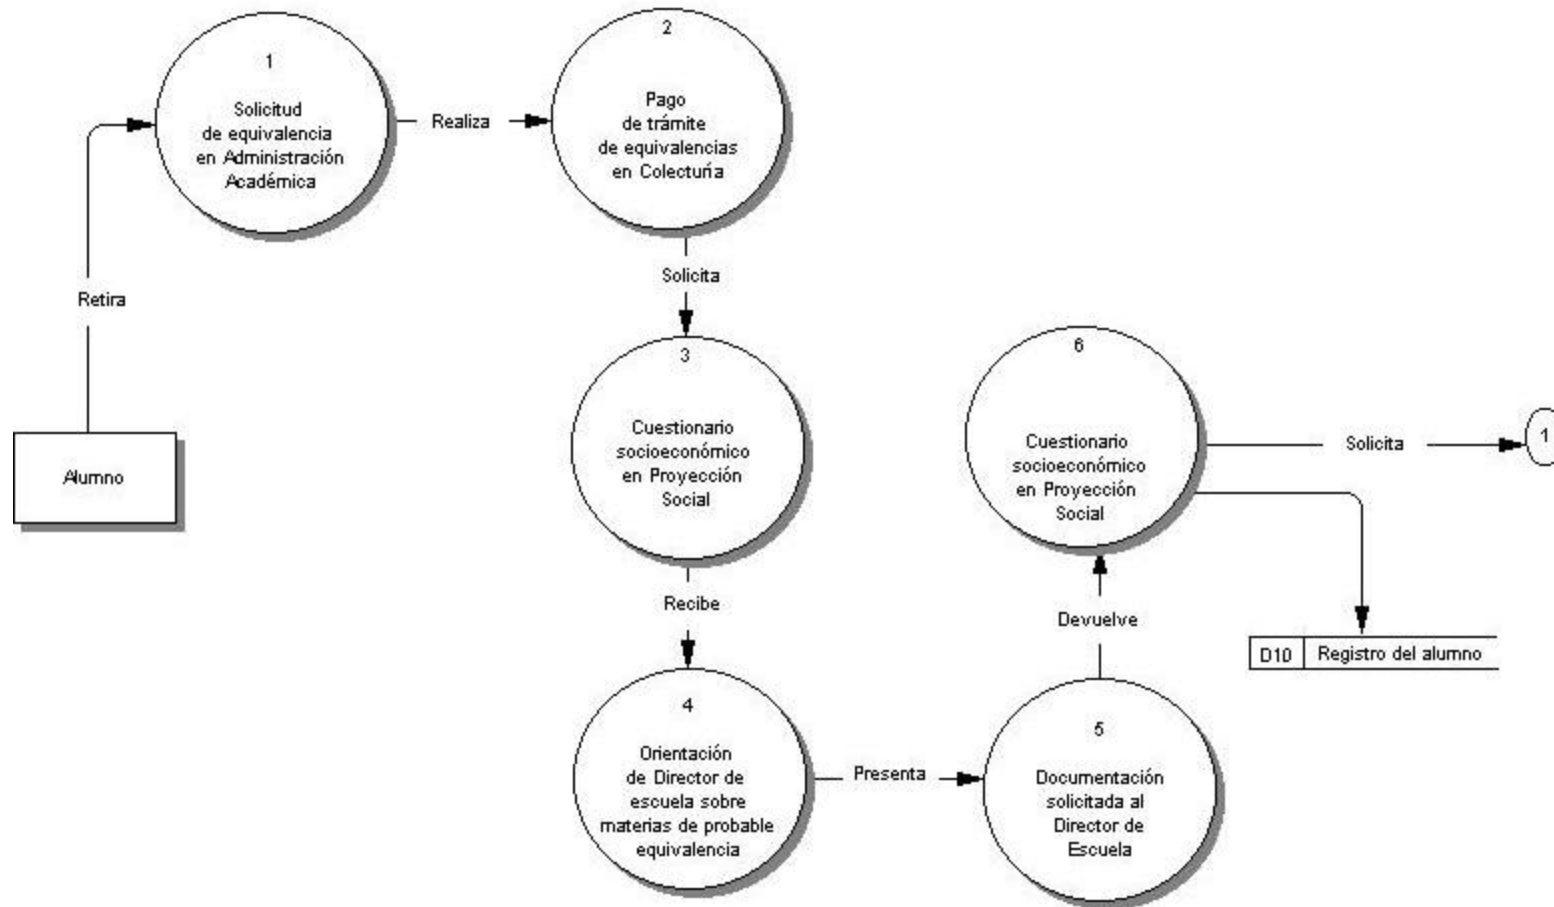 1
Solicitud
de equivalencia
en Administración
Académica
Realiza
2
Pago
de trámite
de equivalencias
en Colecturía
Retira
Alumno
Solicita
3
Cuestionario
socioeconómico
en Proyección
Social
Recibe
4
Orientación
de Director de
escuela sobre
materias de probable
equivalencia
Presenta
5
Documentación
solicitada al
Director de
Escuela
Devuelve
6
Cuestionario
socioeconómico
en Proyección
Social
Solicita
1
D10 Registro del alumno